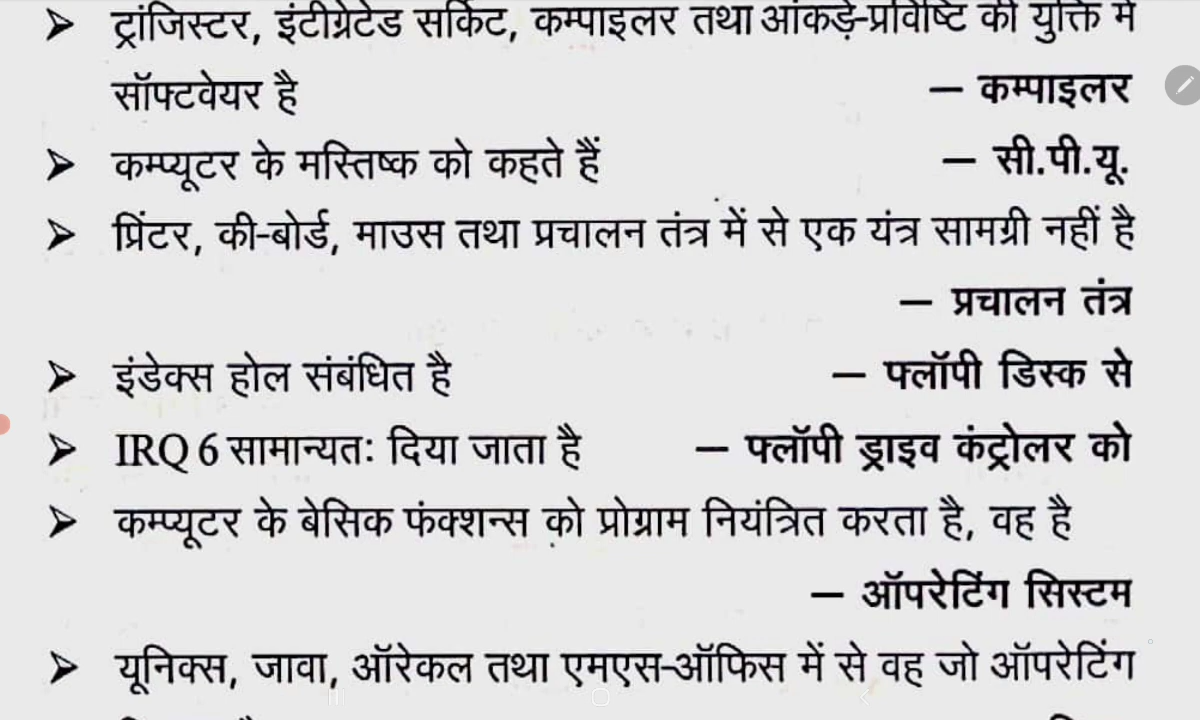 ➤ ट्रांजिस्टर, इंटीग्रेटेड सर्किट, कम्पाइलर तथा आंकड़े-प्रविष्टि की युक्ति में
सॉफ्टवेयर है — कम्पाइलर
➤ कम्प्यूटर के मस्तिष्क को कहते हैं — सी.पी.यू.
➤ प्रिंटर, की-बोर्ड, माउस तथा प्रचालन तंत्र में से एक यंत्र सामग्री नहीं है
— प्रचालन तंत्र
➤ इंडेक्स होल संबंधित है — फ्लॉपी डिस्क से
➤ IRQ 6 सामान्यतः दिया जाता है — फ्लॉपी ड्राइव कंट्रोलर को
➤ कम्प्यूटर के बेसिक फंक्शन्स को प्रोग्राम नियंत्रित करता है, वह है
— ऑपरेटिंग सिस्टम
➤ यूनिक्स, जावा, ऑरेकल तथा एमएस-ऑफिस में से वह जो ऑपरेटिंग